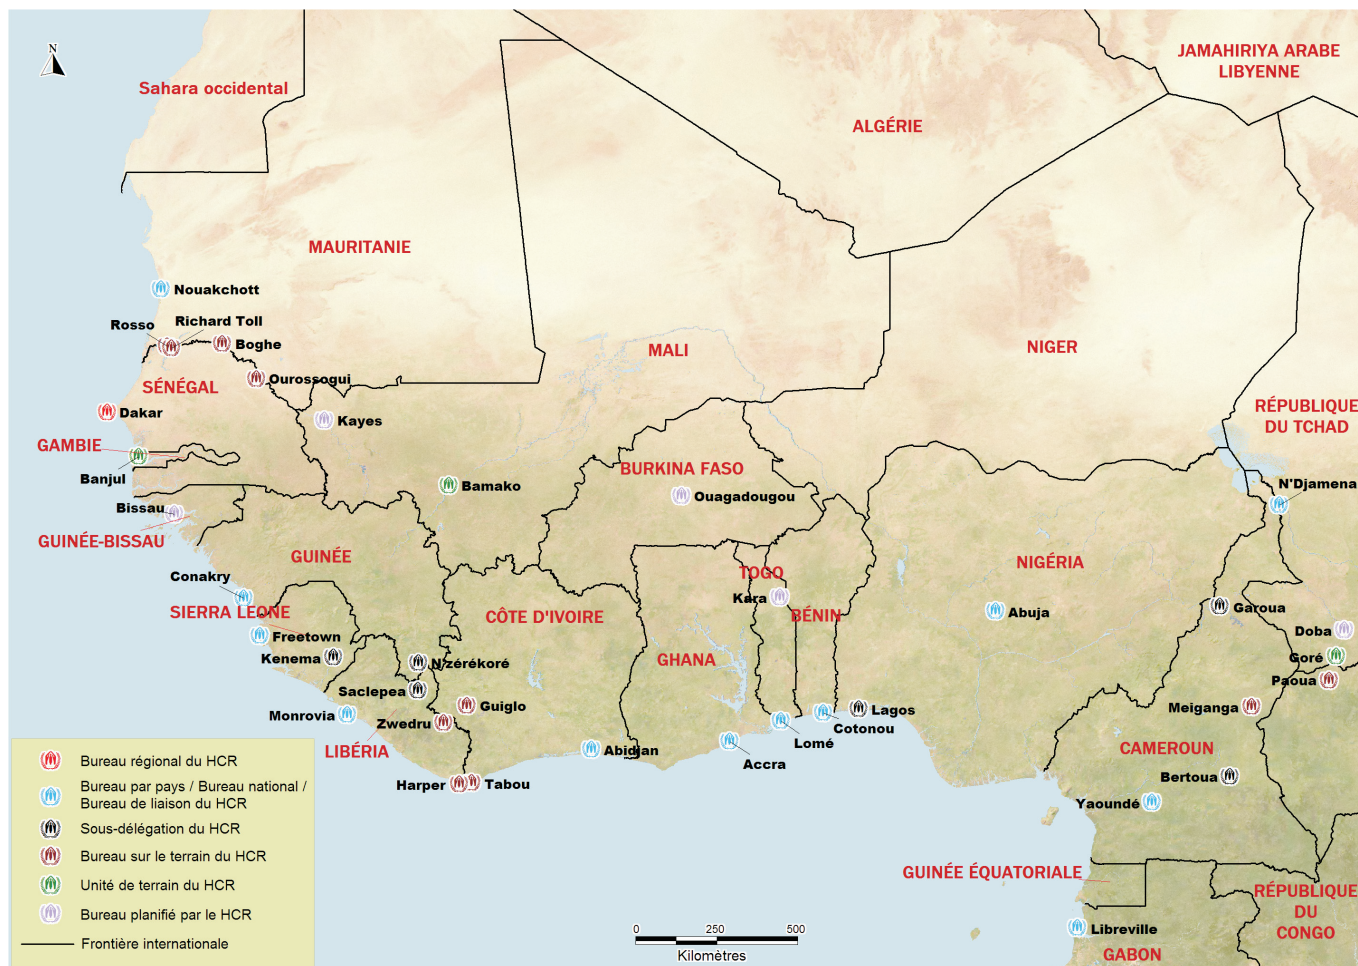 N
Sahara occidental
JAMAHIRIYA ARABE
LIBYENNE
ALGÉRIE
MAURITANIE
Nouakchott
Rosso
Richard Toll
Boghe
MALI
NIGER
SÉNÉGAL
Ourossogui
Dakar
Kayes
RÉPUBLIQUE
DU TCHAD
GAMBIE
Banjul
BURKINA FASO
Bamako
Ouagadougou
N'Djamena
Bissau
GUINÉE-BISSAU
GUINÉE
NIGÉRIA
Conakry
TOGO
Kara
SIERRA LEONE
CÔTE D'IVOIRE
BÉNIN
Abuja
Garoua
Freetown
Doba
Kenema
N'zérékoré
GHANA
Goré
Saclepea
Paoua
Guiglo
Monrovia
Zwedru
Lagos
Meiganga
Cotonou
LIBÉRIA
Abidjan
Lomé
CAMEROUN
Accra
Harper
Tabou
Bertoua
Yaoundé
GUINÉE ÉQUATORIALE
RÉPUBLIQUE
DU
CONGO
Libreville
GABON
Bureau régional du HCR
Bureau par pays / Bureau national /
Bureau de liaison du HCR
Sous-délégation du HCR
Bureau sur le terrain du HCR
Unité de terrain du HCR
Bureau planifié par le HCR
Frontière internationale
0 250 500
Kilomètres